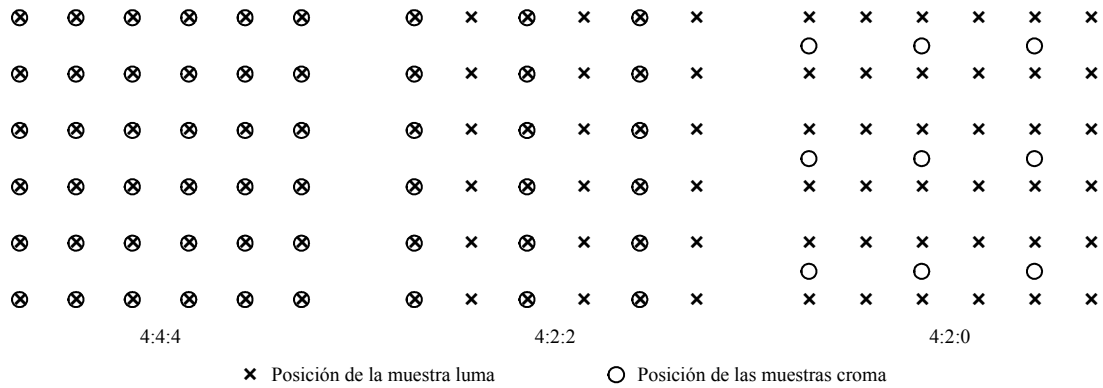 4:4:4
4:2:2
4:2:0
Posición de la muestra luma
Posición de las muestras croma